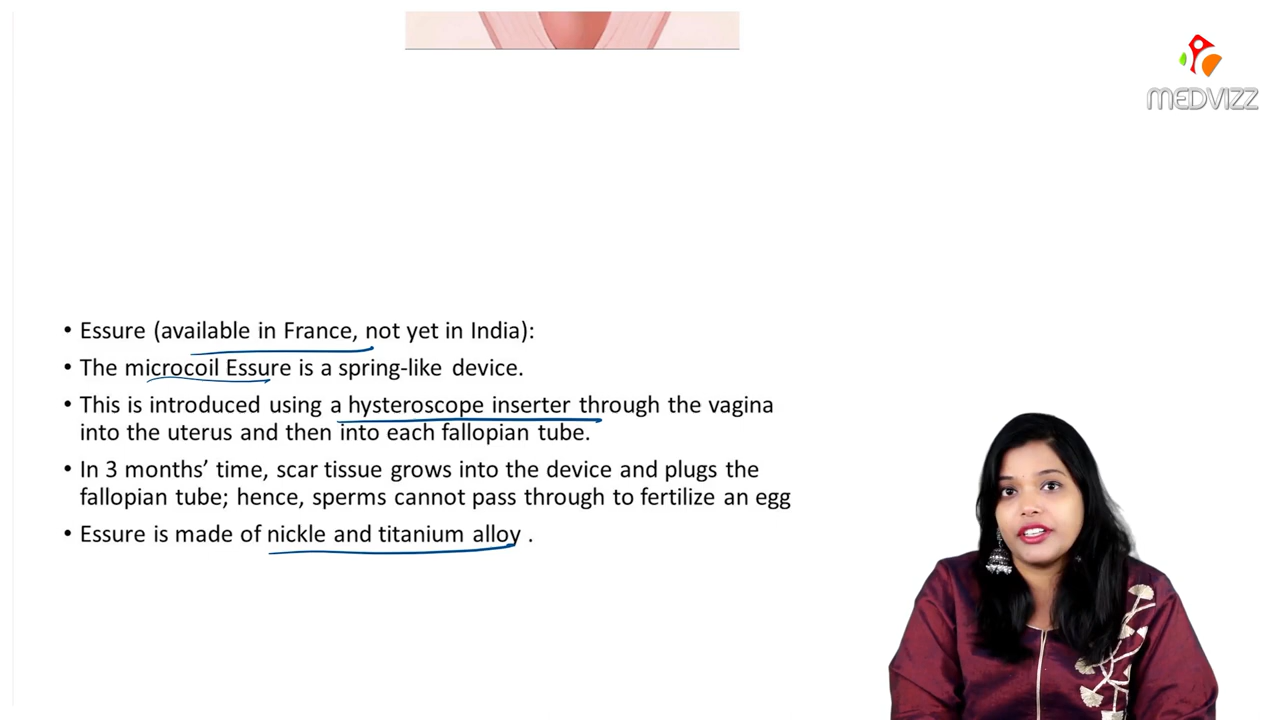 MEDVIZZ
• Essure (available in France, not yet in India):
• The microcoil Essure is a spring-like device.
• This is introduced using a hysteroscope inserter through the vagina
into the uterus and then into each fallopian tube.
• In 3 months’ time, scar tissue grows into the device and plugs the
fallopian tube; hence, sperms cannot pass through to fertilize an egg
• Essure is made of nickle and titanium alloy .